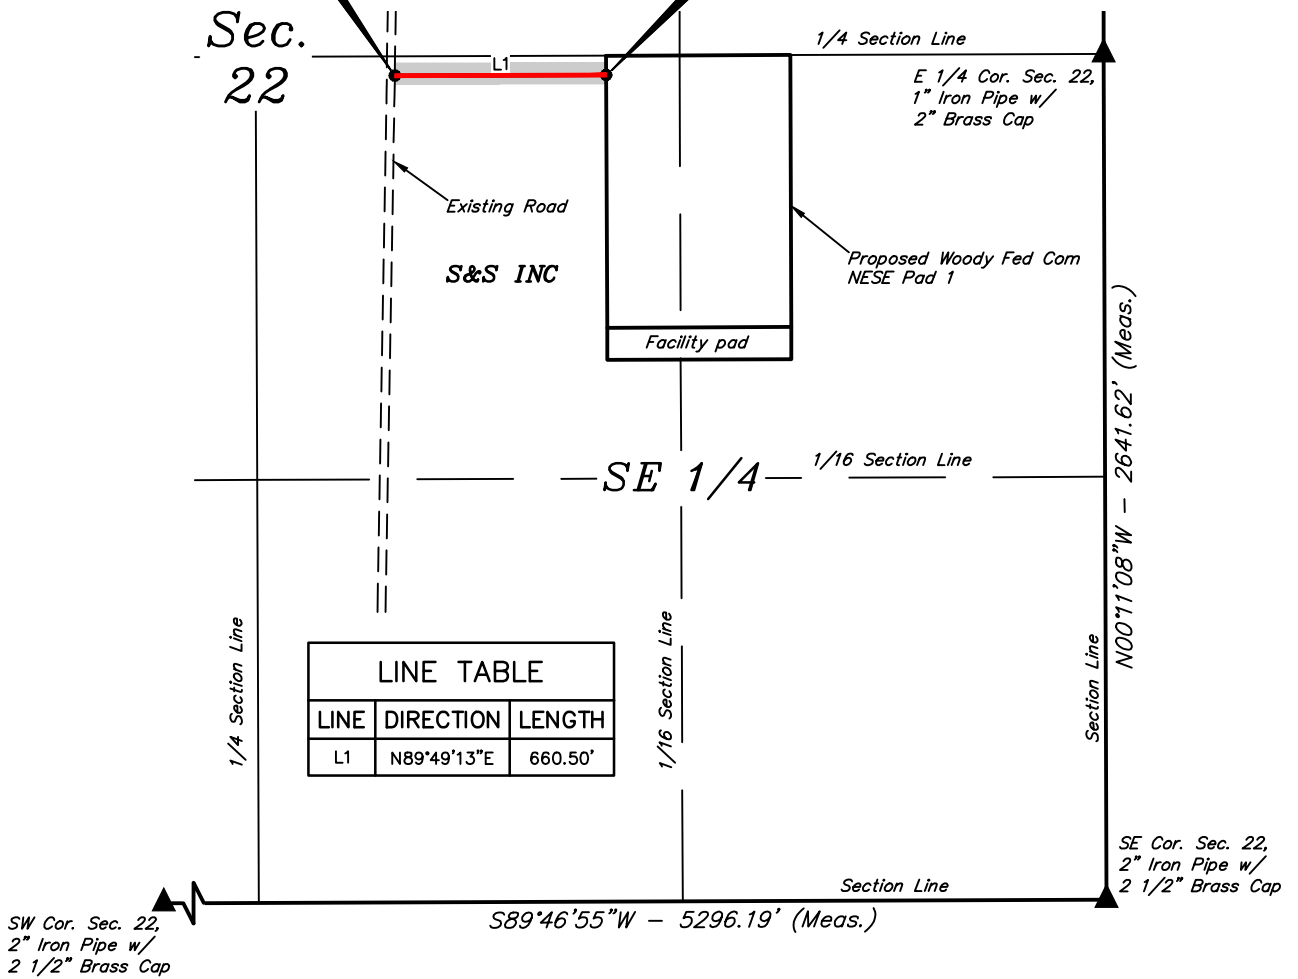 Sec.
22
1/4 Section Line
L1
E 1/4 Cor. Sec. 22,
1" Iron Pipe w/
2" Brass Cap
Existing Road
S&S INC
Proposed Woody Fed Com
NESE Pad 1
Facility pad
N00°11'08"W - 2641.62' (Meas.)
SE 1/4
1/16 Section Line
1/4 Section Line
1/16 Section Line
Section Line
LINE TABLE
LINE DIRECTION LENGTH
L1 N89°49'13"E 660.50'
SE Cor. Sec. 22,
2" Iron Pipe w/
2 1/2" Brass Cap
Section Line
S89°46'55"W - 5296.19' (Meas.)
SW Cor. Sec. 22,
2" Iron Pipe w/
2 1/2" Brass Cap